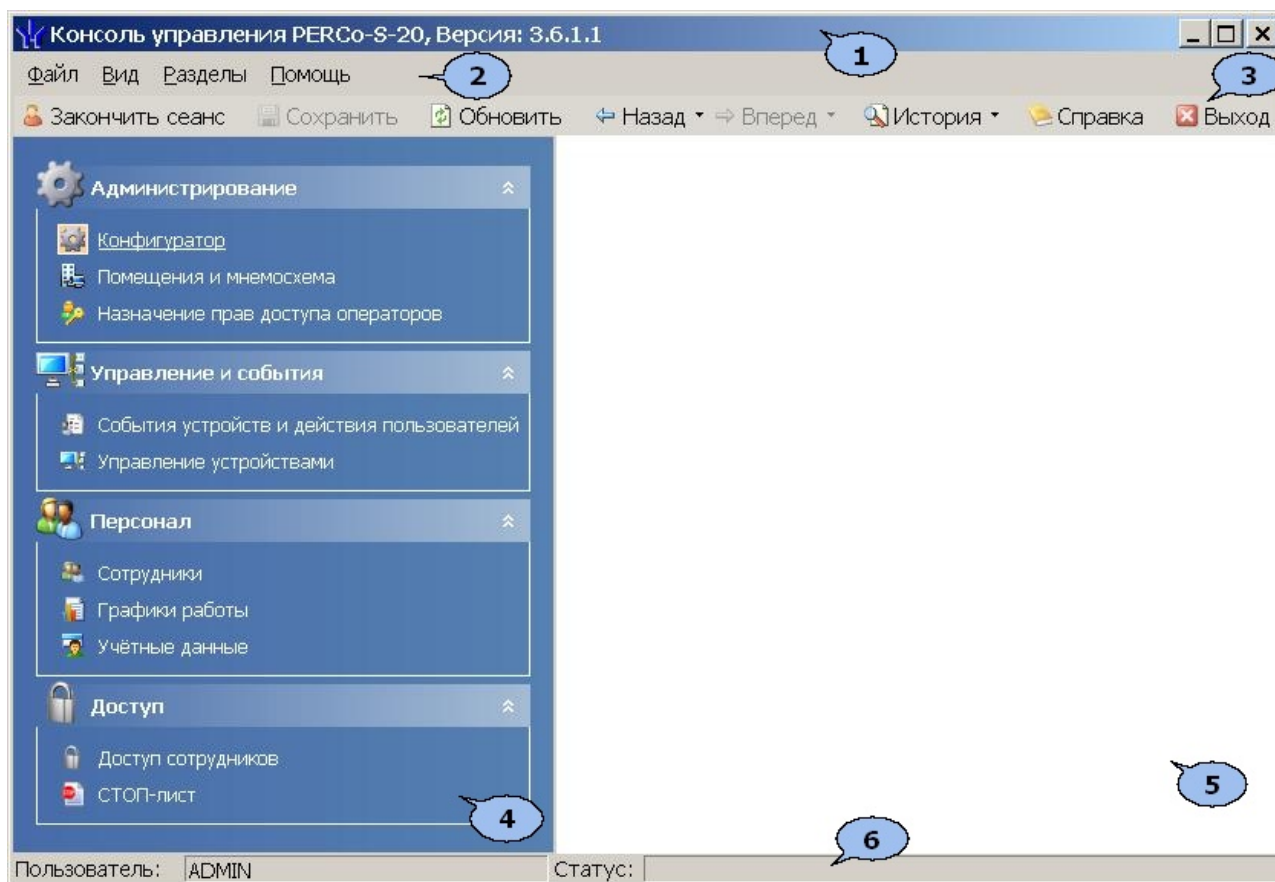 Консоль управления PERCo-S-20, Версия: 3.6.1.1
1
Файл Вид Разделы Помощь
2
3
Закончить сеанс Сохранить Обновить Назад Вперед История Справка Выход
Администрирование
Конфигуратор
Помещения и мнемосхема
Назначение прав доступа операторов
Управление и события
События устройств и действия пользователей
Управление устройствами
Персонал
Сотрудники
Графики работы
Учётные данные
Доступ
Доступ сотрудников
СТОП-лист
4
5
6
Пользователь: ADMIN Статус: